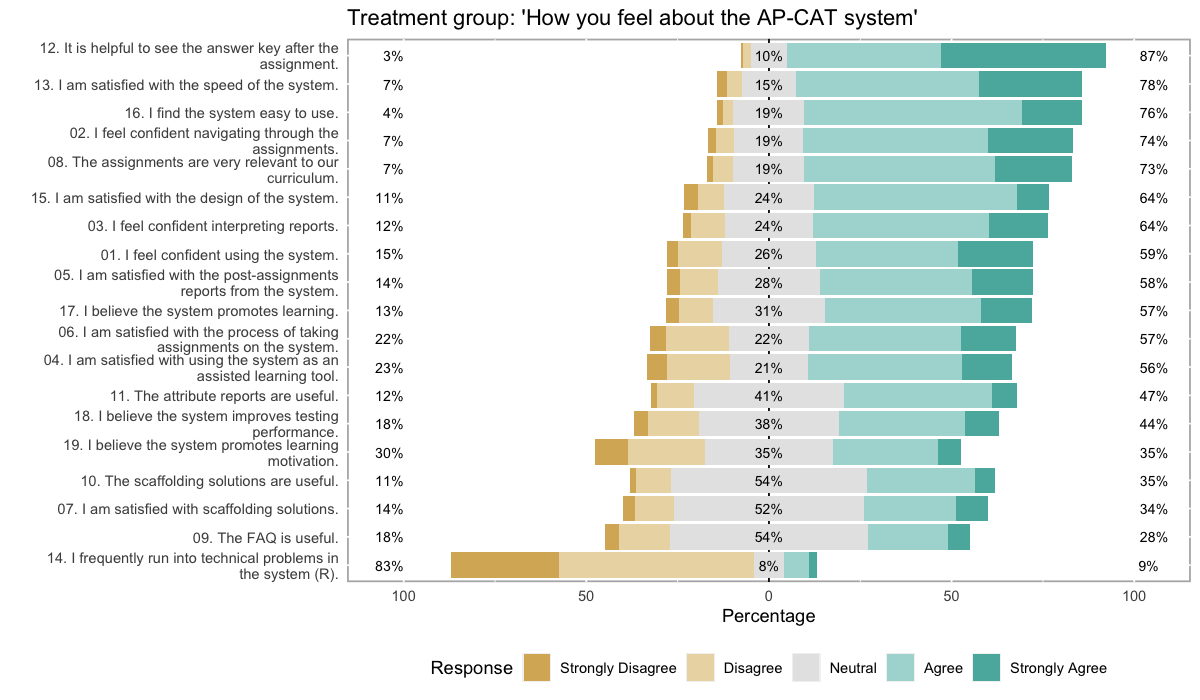 Treatment group: 'How you feel about the AP-CAT system'
12. It is helpful to see the answer key after the
assignment.
3% 10% 87%
13. I am satisfied with the speed of the system.
7% 15% 78%
16. I find the system easy to use.
4% 19% 76%
02. I feel confident navigating through the
assignments.
7% 19% 74%
08. The assignments are very relevant to our
curriculum.
7% 19% 73%
15. I am satisfied with the design of the system.
11% 24% 64%
03. I feel confident interpreting reports.
12% 24% 64%
01. I feel confident using the system.
15% 26% 59%
05. I am satisfied with the post-assignments
reports from the system.
14% 28% 58%
17. I believe the system promotes learning.
13% 31% 57%
06. I am satisfied with the process of taking
assignments on the system.
22% 22% 57%
04. I am satisfied with using the system as an
assisted learning tool.
23% 21% 56%
11. The attribute reports are useful.
12% 41% 47%
18. I believe the system improves testing
performance.
18% 38% 44%
19. I believe the system promotes learning
motivation.
30% 35% 35%
10. The scaffolding solutions are useful.
11% 54% 35%
07. I am satisfied with scaffolding solutions.
14% 52% 34%
09. The FAQ is useful.
18% 54% 28%
14. I frequently run into technical problems in
the system (R).
83% 8% 9%
100 50 0 50 100
Percentage
Response Strongly Disagree Disagree Neutral Agree Strongly Agree